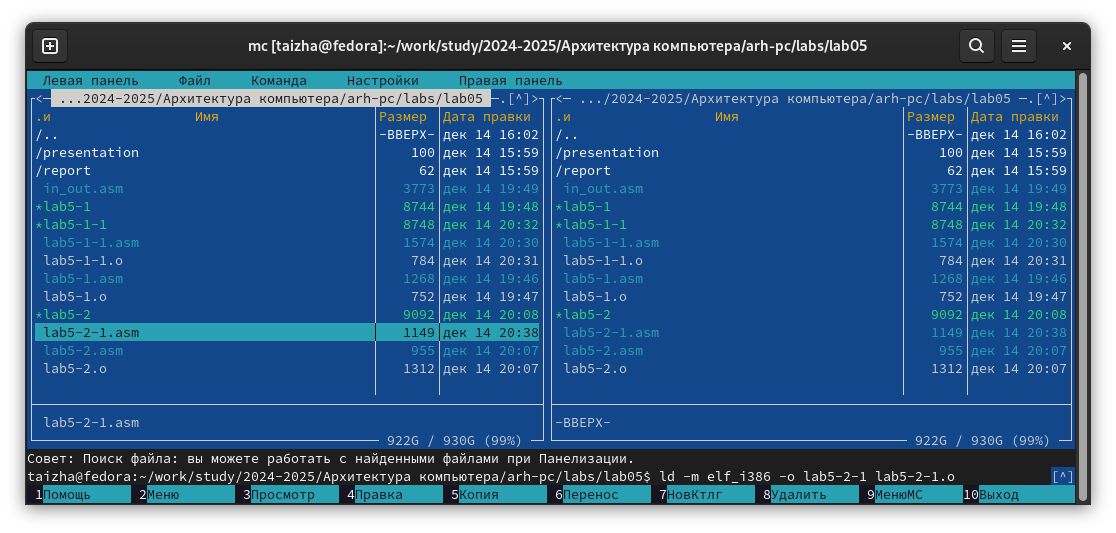 mc [taizha@fedora]:~/work/study/2024-2025/Архитектура компьютера/arh-pc/labs/lab05
Левая панель Файл Команда Настройки Правая панель
<─ ...2024-2025/Архитектура компьютера/arh-pc/labs/lab05 ─.[^]> <─ .../2024-2025/Архитектура компьютера/arh-pc/labs/lab05 ─.[^]>
.и Имя Размер Дата правки .и Имя Размер Дата правки
/.. -ВВЕРХ- дек 14 16:02 /.. -ВВЕРХ- дек 14 16:02
/presentation 100 дек 14 15:59 /presentation 100 дек 14 15:59
/report 62 дек 14 15:59 /report 62 дек 14 15:59
in_out.asm 3773 дек 14 19:49 in_out.asm 3773 дек 14 19:49
*lab5-1 8744 дек 14 19:48 *lab5-1 8744 дек 14 19:48
*lab5-1-1 8748 дек 14 20:32 *lab5-1-1 8748 дек 14 20:32
lab5-1-1.asm 1574 дек 14 20:30 lab5-1-1.asm 1574 дек 14 20:30
lab5-1-1.o 784 дек 14 20:31 lab5-1-1.o 784 дек 14 20:31
lab5-1.asm 1268 дек 14 19:46 lab5-1.asm 1268 дек 14 19:46
lab5-1.o 752 дек 14 19:47 lab5-1.o 752 дек 14 19:47
*lab5-2 9092 дек 14 20:08 *lab5-2 9092 дек 14 20:08
lab5-2-1.asm 1149 дек 14 20:38 lab5-2-1.asm 1149 дек 14 20:38
lab5-2.asm 955 дек 14 20:07 lab5-2.asm 955 дек 14 20:07
lab5-2.o 1312 дек 14 20:07 lab5-2.o 1312 дек 14 20:07
lab5-2-1.asm -ВВЕРХ-
922G / 930G (99%) 922G / 930G (99%)
Совет: Поиск файла: вы можете работать с найденными файлами при Панелизации.
taizha@fedora:~/work/study/2024-2025/Архитектура компьютера/arh-pc/labs/lab05$ ld -m elf_i386 -o lab5-2-1 lab5-2-1.o [^]
1Помощь 2Меню 3Просмотр 4Правка 5Копия 6Перенос 7НовКтлг 8Удалить 9МенюMC 10Выход